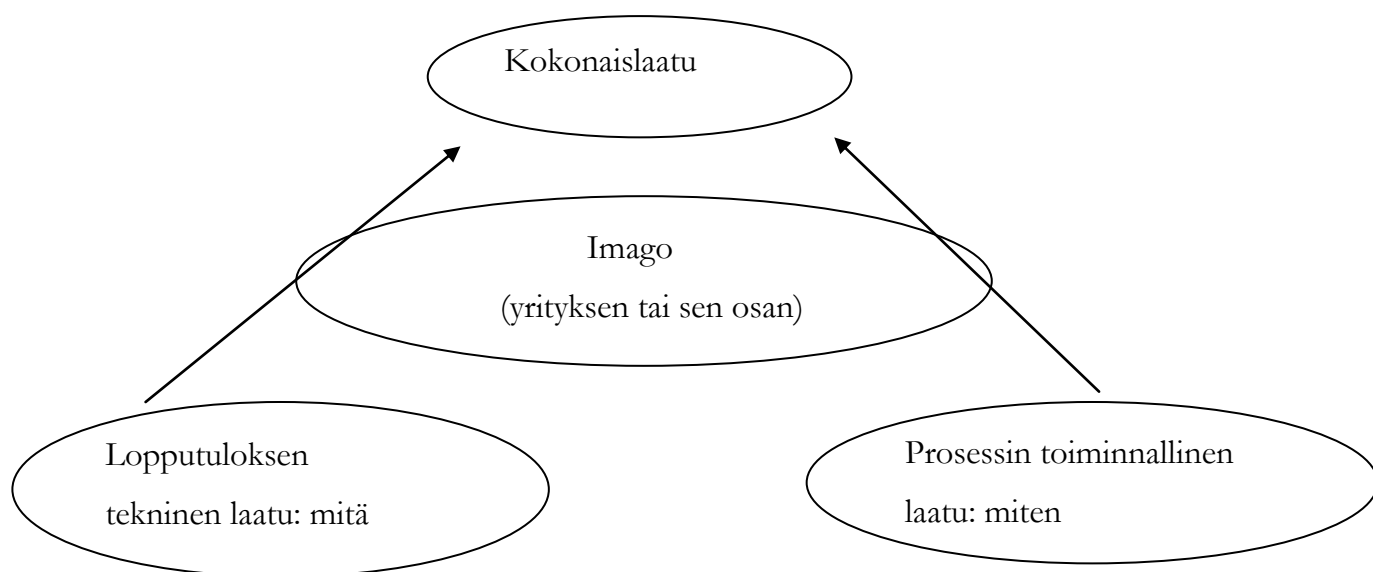 Kokonaislaatu
Imago
(yrityksen tai sen osan)
Lopputuloksen
tekninen laatu: mitä
Prosessin toiminnallinen
laatu: miten